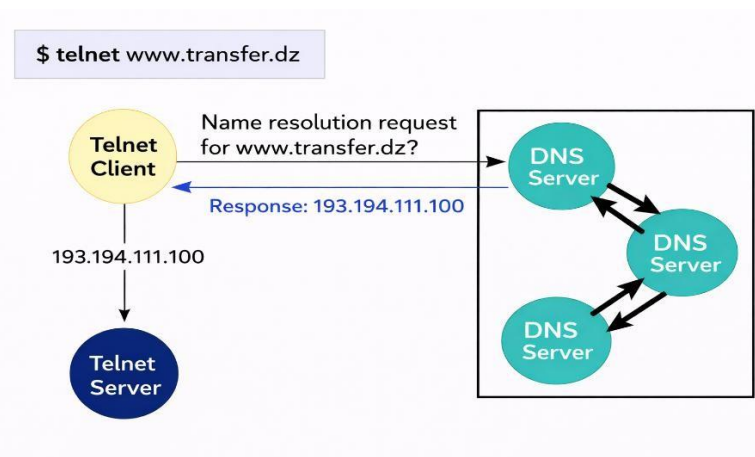 $ telnet www.transfer.dz
Name resolution request
for www.transfer.dz?
Telnet
Client
DNS
Server
Response: 193.194.111.100
DNS
Server
193.194.111.100
DNS
Server
Telnet
Server